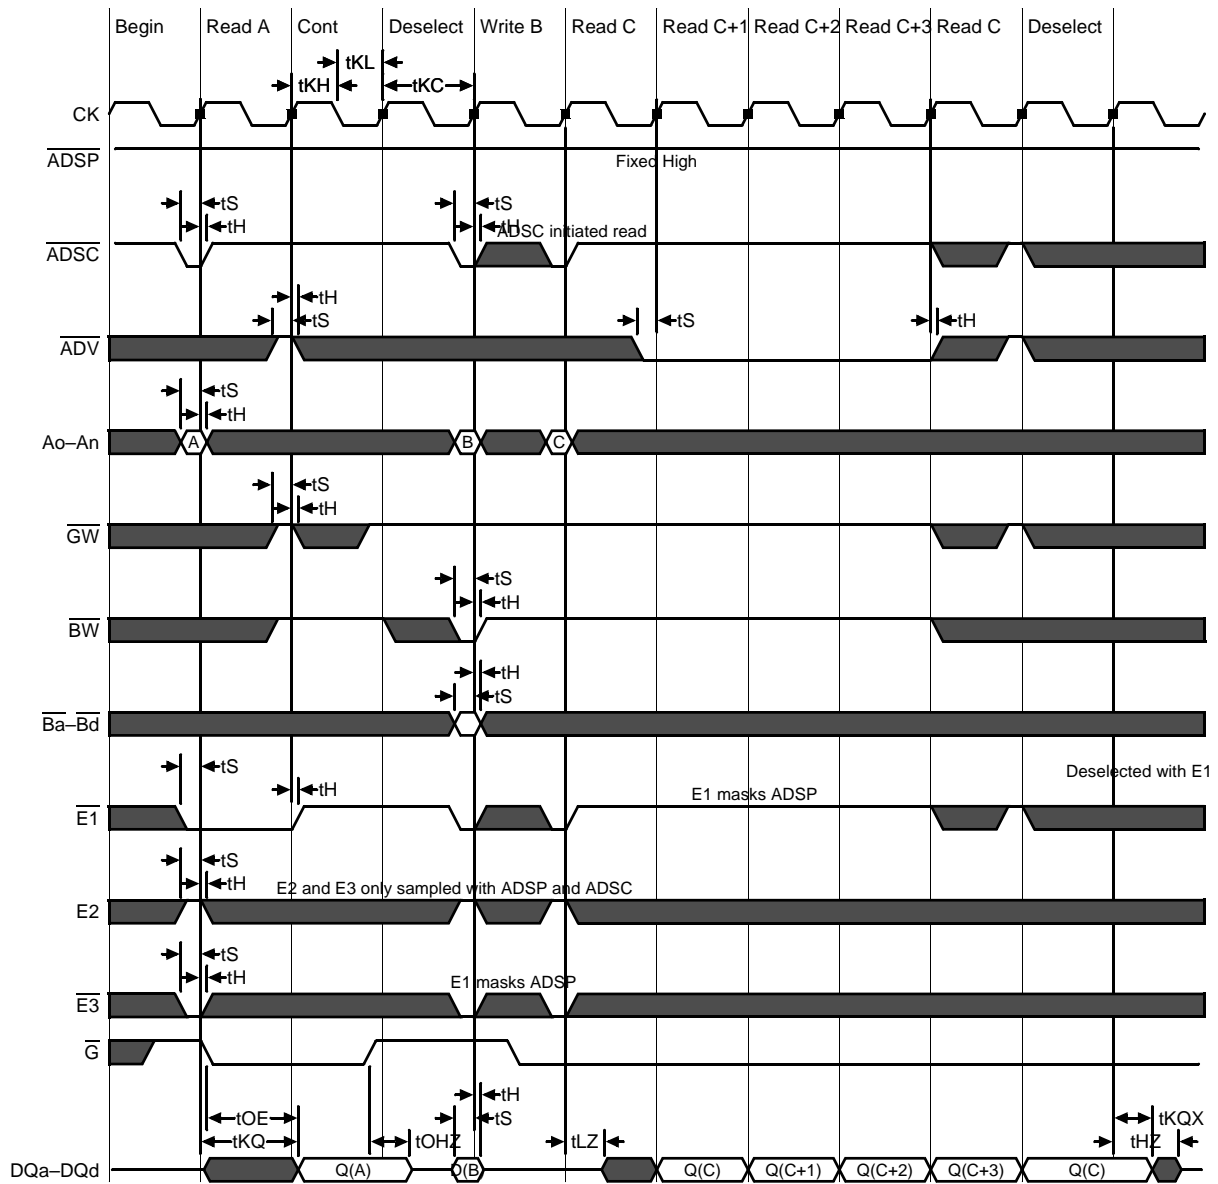 Begin Read A Cont Deselect Write B Read C Read C+1 Read C+2 Read C+3 Read C Deselect
tKL
tKH tKC
CK
ADSP
Fixed High
tS tS
tH tH
ADSC initiated read
ADSC
tH
tS tS tH
ADV
tS
tH
Ao–An A B C
tS
tH
GW
tS
tH
BW
tH
tS
Ba–Bd
tS Deselected with E1
tH
E1 masks ADSP
E1
tS
tH
E2 and E3 only sampled with ADSP and ADSC
E2
tS
tH
E1 masks ADSP
E3
G
tH
tOE tS tKQX
tKQ tOHZ tLZ tHZ
DQa–DQd Q(A) D(B Q(C) Q(C+1) Q(C+2) Q(C+3) Q(C)